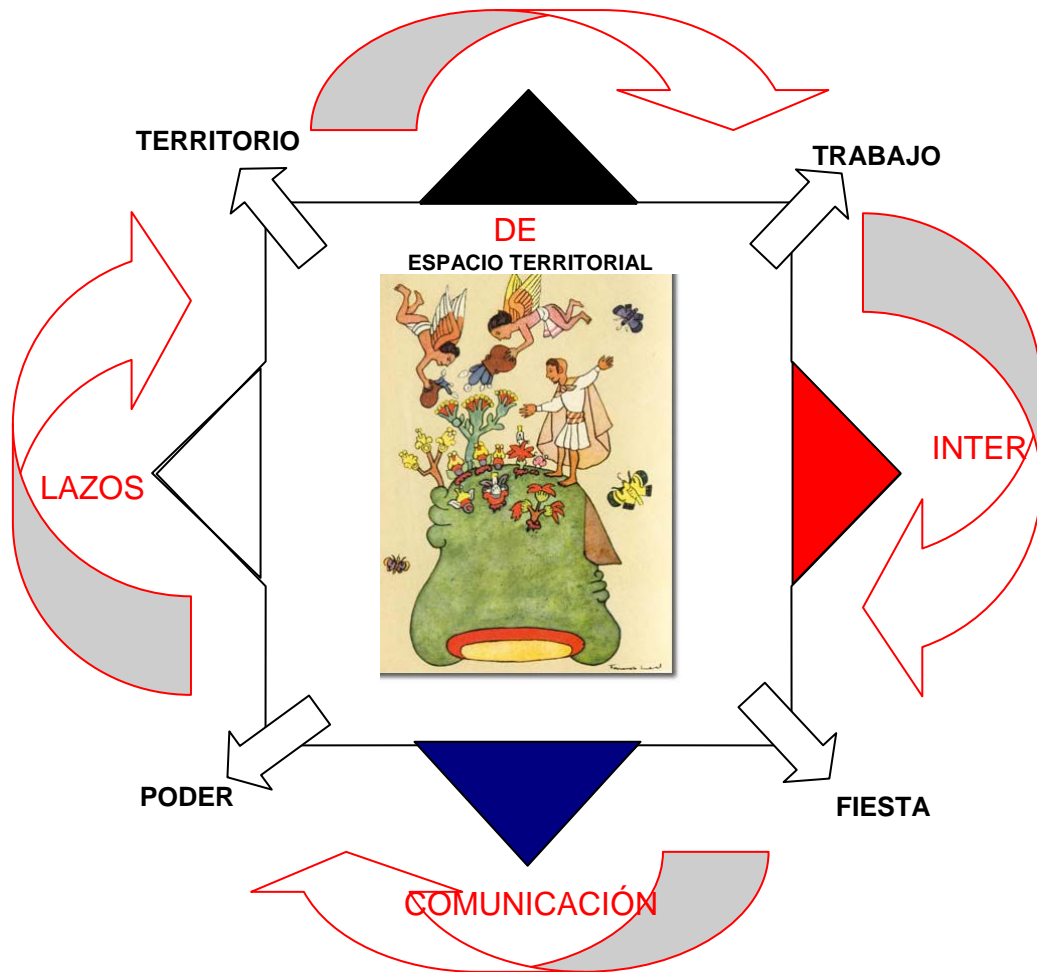 TERRITORIO
TRABAJO
DE
ESPACIO TERRITORIAL
INTER
LAZOS
PODER
FIESTA
COMUNICACIÓN